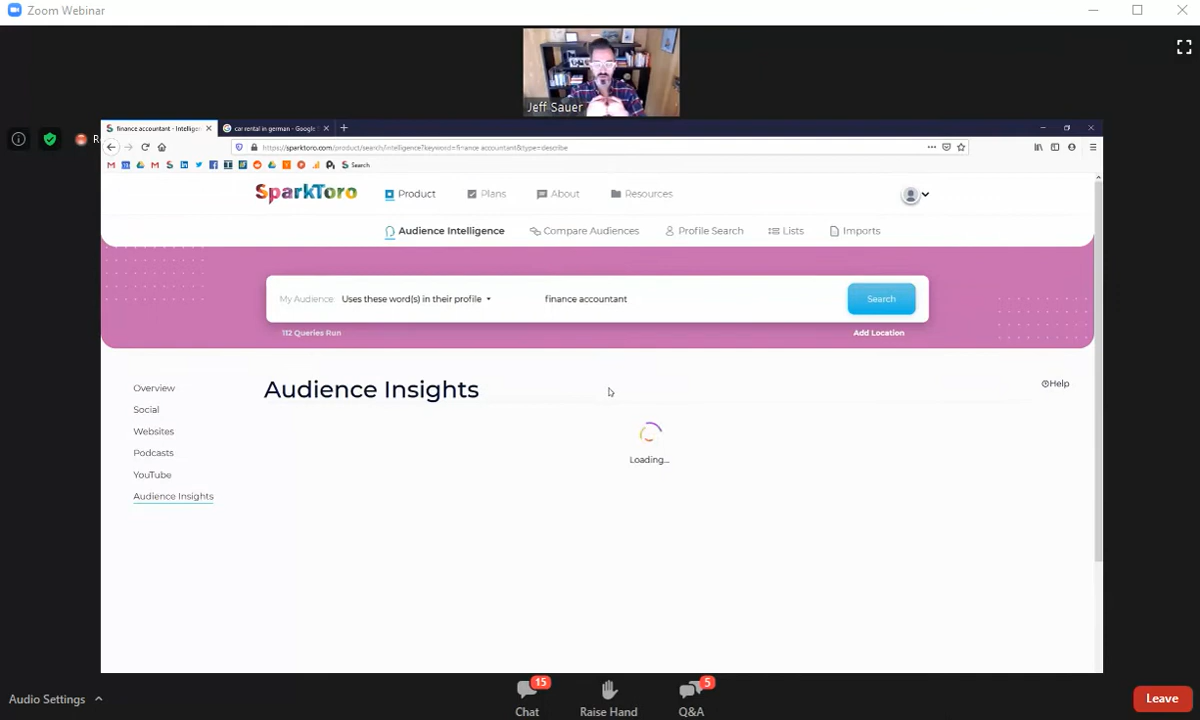 Zoom Webinar
Jeff Sauer
R
finance accountant - Intelligen
car rental in german - Google S
https://sparktoro.com/product/search/intelligence?keyword=finance accountant&type=describe
Search
SparkToro
Product
Plans
About
Resources
Audience Intelligence
Compare Audiences
Profile Search
Lists
Imports
My Audience: Uses these word(s) in their profile
finance accountant
Search
112 Queries Run
Add Location
Overview
Social
Websites
Podcasts
YouTube
Audience Insights
Audience Insights
Help
Loading...
Audio Settings
15
Chat
Raise Hand
5
Q&A
Leave